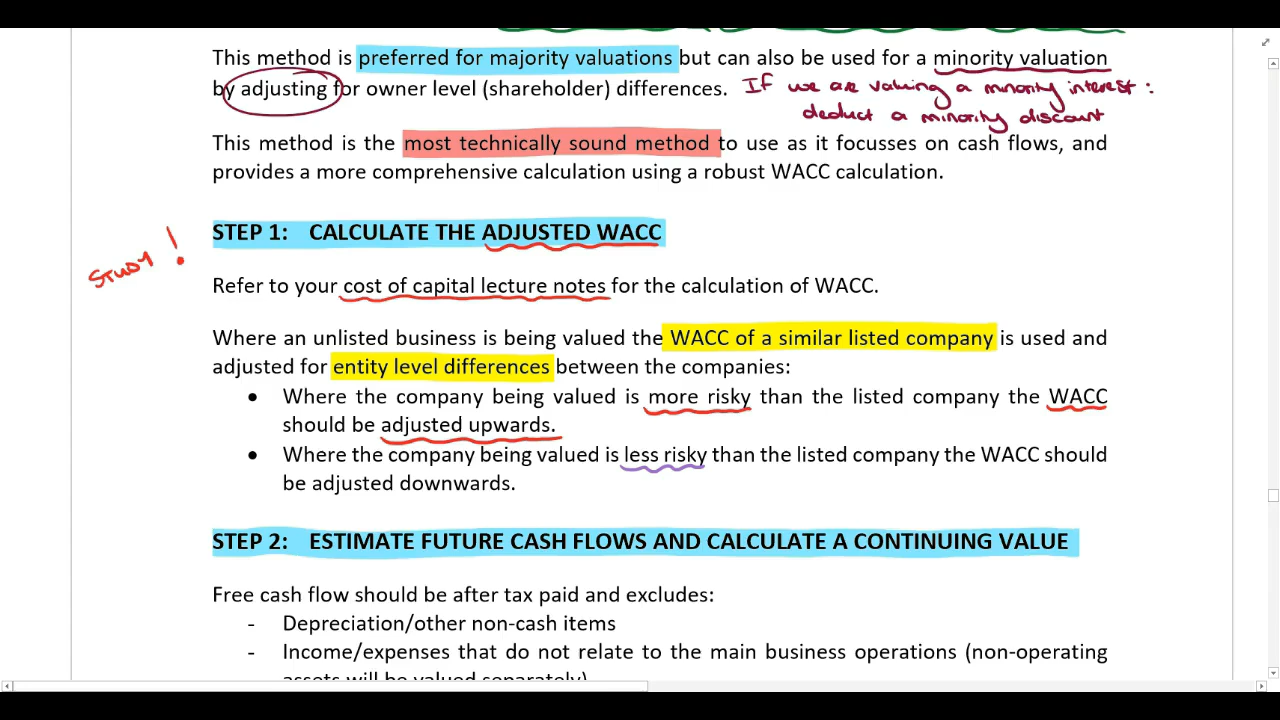 This method is preferred for majority valuations but can also be used for a minority valuation
by adjusting for owner level (shareholder) differences. If we are valuing a minority interest :
deduct a minority discount
This method is the most technically sound method to use as it focusses on cash flows, and
provides a more comprehensive calculation using a robust WACC calculation.
STUDY !
STEP 1: CALCULATE THE ADJUSTED WACC
Refer to your cost of capital lecture notes for the calculation of WACC.
Where an unlisted business is being valued the WACC of a similar listed company is used and
adjusted for entity level differences between the companies:
• Where the company being valued is more risky than the listed company the WACC
should be adjusted upwards.
• Where the company being valued is less risky than the listed company the WACC should
be adjusted downwards.
STEP 2: ESTIMATE FUTURE CASH FLOWS AND CALCULATE A CONTINUING VALUE
Free cash flow should be after tax paid and excludes:
- Depreciation/other non-cash items
- Income/expenses that do not relate to the main business operations (non-operating
assets will be valued separately)